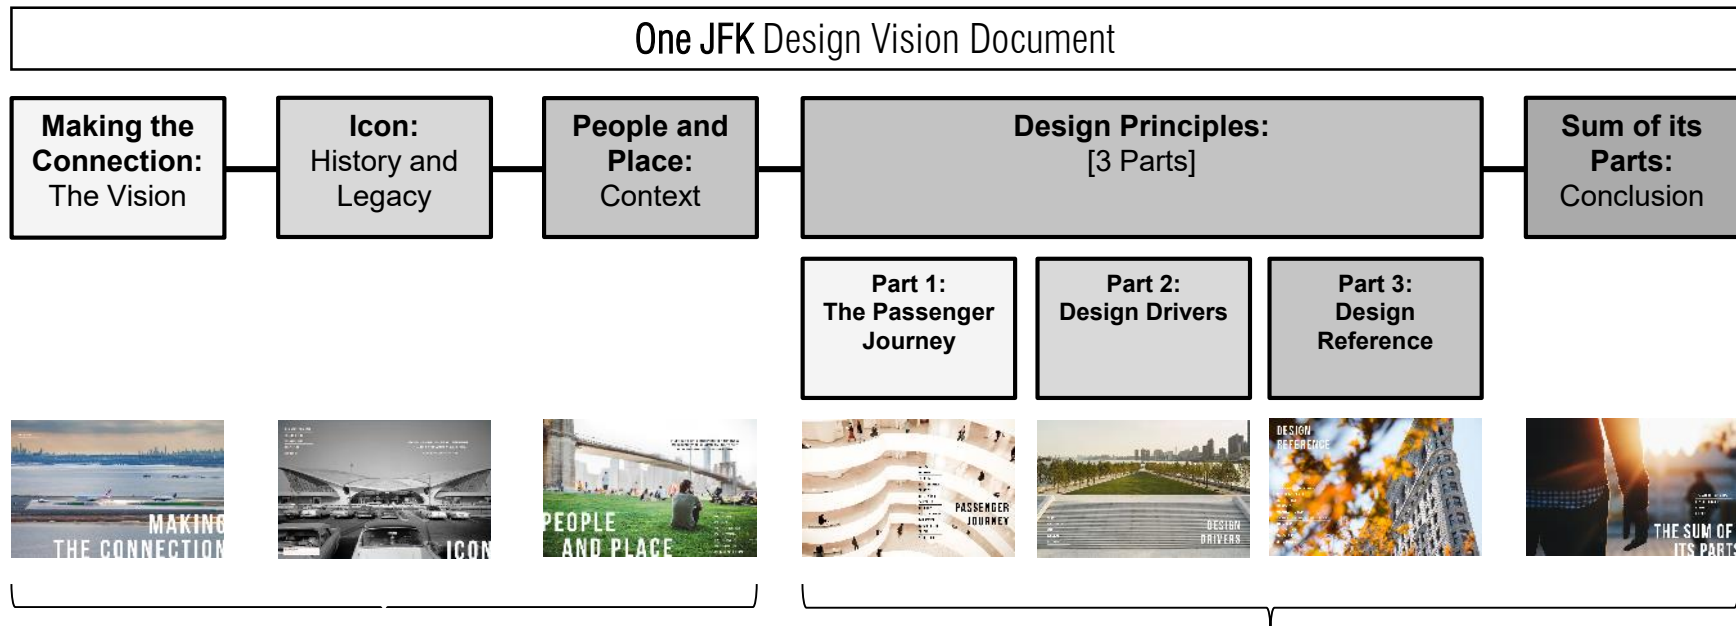 One JFK Design Vision Document
Making the
Connection:
The Vision
Icon:
History and
Legacy
People and
Place:
Context
Design Principles:
[3 Parts]
Sum of its
Parts:
Conclusion
Part 1:
The Passenger
Journey
Part 2:
Design Drivers
Part 3:
Design
Reference
MAKING
THE CONNECTION
ICON
PEOPLE
AND PLACE
PASSENGER
JOURNEY
DESIGN
DRIVERS
DESIGN
REFERENCE
THE SUM OF
ITS PARTS